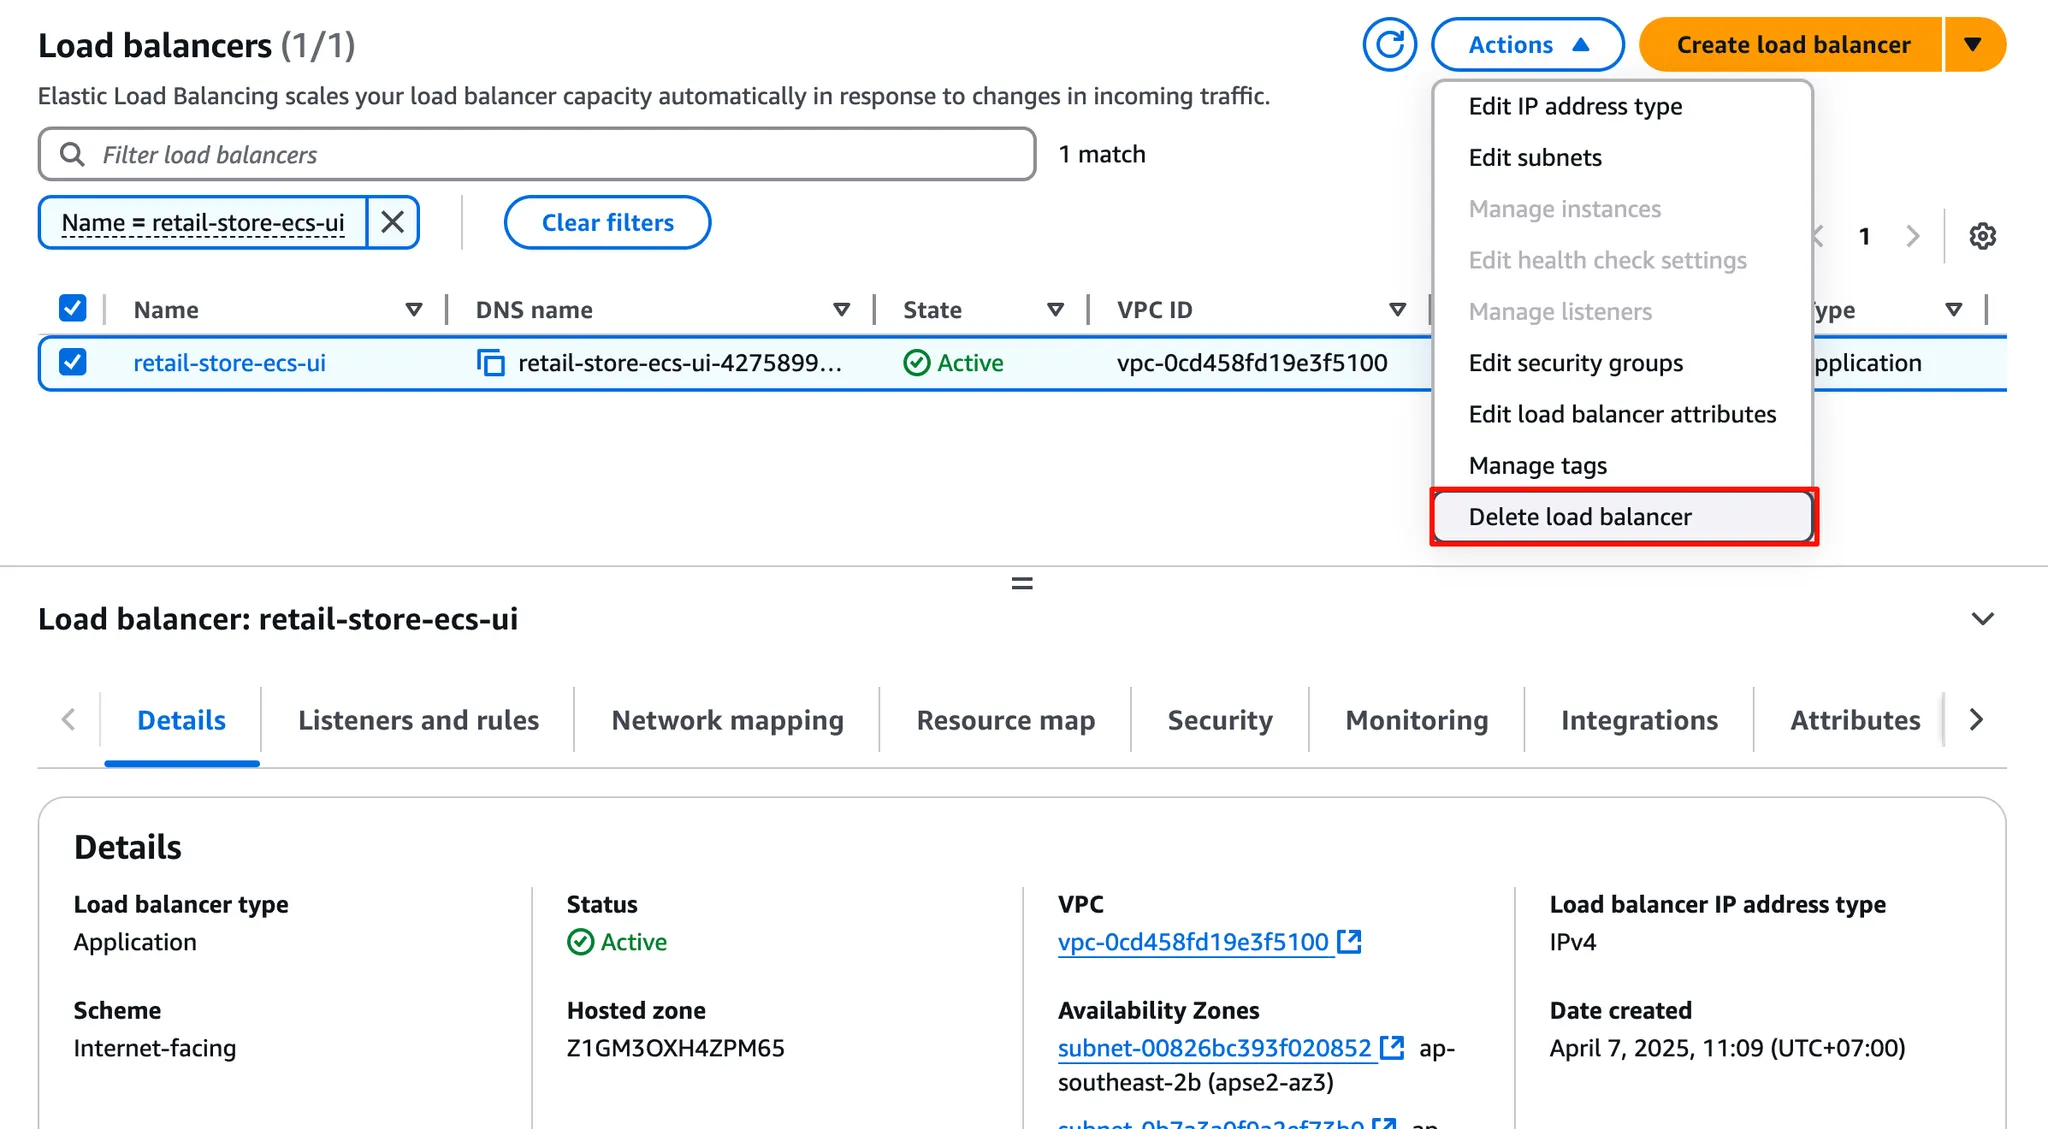 Load balancers (1/1)
Actions
Create load balancer
Elastic Load Balancing scales your load balancer capacity automatically in response to changes in incoming traffic.
Filter load balancers
1 match
Name = retail-store-ecs-ui
Clear filters
1
Edit IP address type
Edit subnets
Manage instances
Edit health check settings
Manage listeners
Edit security groups
Edit load balancer attributes
Manage tags
Delete load balancer
Name
DNS name
State
VPC ID
ype
retail-store-ecs-ui
retail-store-ecs-ui-4275899...
Active
vpc-0cd458fd19e3f5100
pplication
Load balancer: retail-store-ecs-ui
Details
Listeners and rules
Network mapping
Resource map
Security
Monitoring
Integrations
Attributes
Details
Load balancer type
Application
Status
Active
VPC
vpc-0cd458fd19e3f5100
Load balancer IP address type
IPv4
Scheme
Internet-facing
Hosted zone
Z1GM3OXH4ZPM65
Availability Zones
subnet-00826bc393f020852 ap-
southeast-2b (apse2-az3)
Date created
April 7, 2025, 11:09 (UTC+07:00)